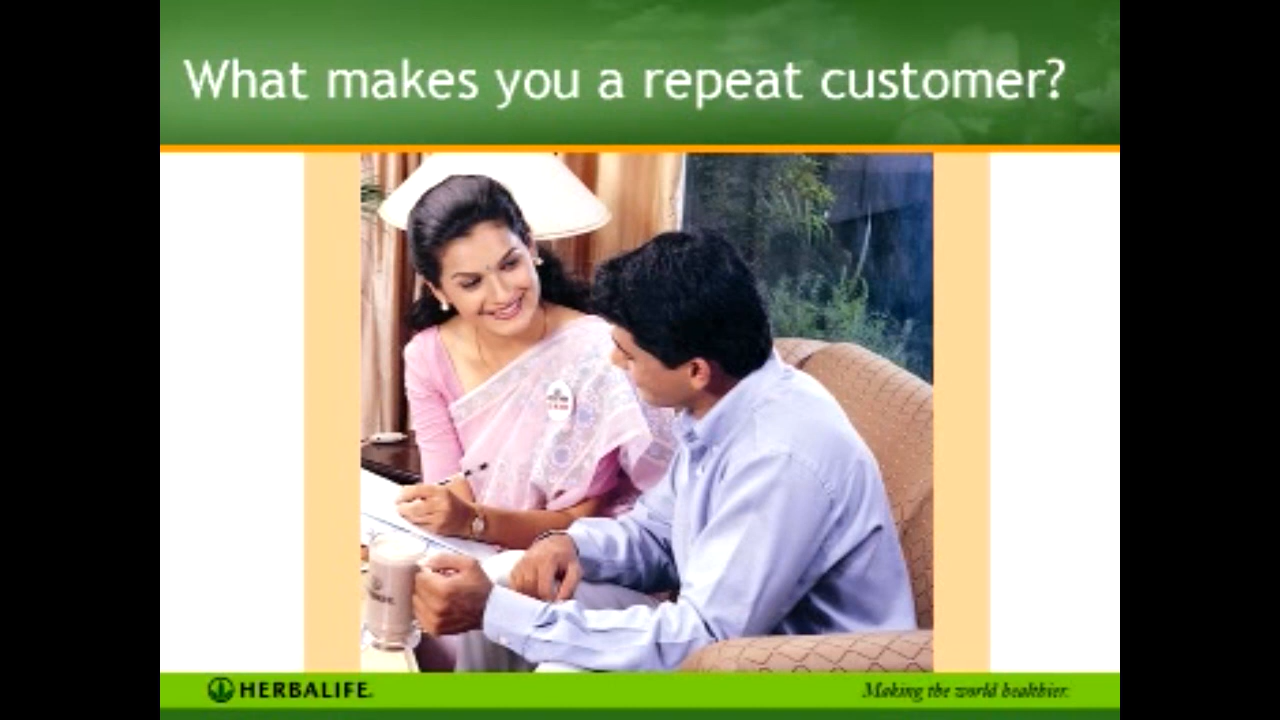 What makes you a repeat customer?
HERBALIFE.
Making the world healthier.